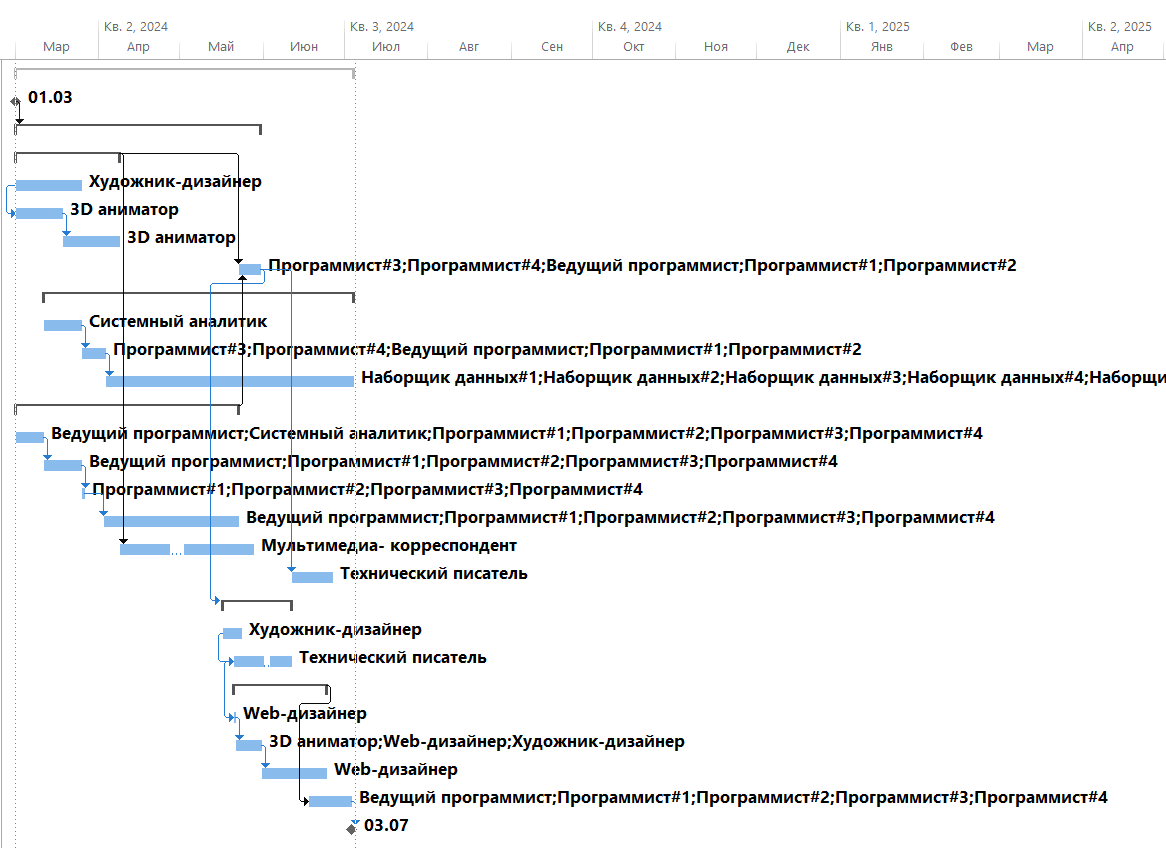 Кв. 2, 2024 Кв. 3, 2024 Кв. 4, 2024 Кв. 1, 2025 Кв. 2, 2025
Мар Апр Май Июн Июл Авг Сен Окт Ноя Дек Янв Фев Мар Апр
01.03
Художник-дизайнер
3D аниматор
3D аниматор
Программист#3;Программист#4;Ведущий программист;Программист#1;Программист#2
Системный аналитик
Программист#3;Программист#4;Ведущий программист;Программист#1;Программист#2
Наборщик данных#1;Наборщик данных#2;Наборщик данных#3;Наборщик данных#4;Наборщи
Ведущий программист;Системный аналитик;Программист#1;Программист#2;Программист#3;Программист#4
Ведущий программист;Программист#1;Программист#2;Программист#3;Программист#4
Программист#1;Программист#2;Программист#3;Программист#4
Ведущий программист;Программист#1;Программист#2;Программист#3;Программист#4
Мультимедиа- корреспондент
Технический писатель
Художник-дизайнер
Технический писатель
Web-дизайнер
3D аниматор;Web-дизайнер;Художник-дизайнер
Web-дизайнер
Ведущий программист;Программист#1;Программист#2;Программист#3;Программист#4
03.07